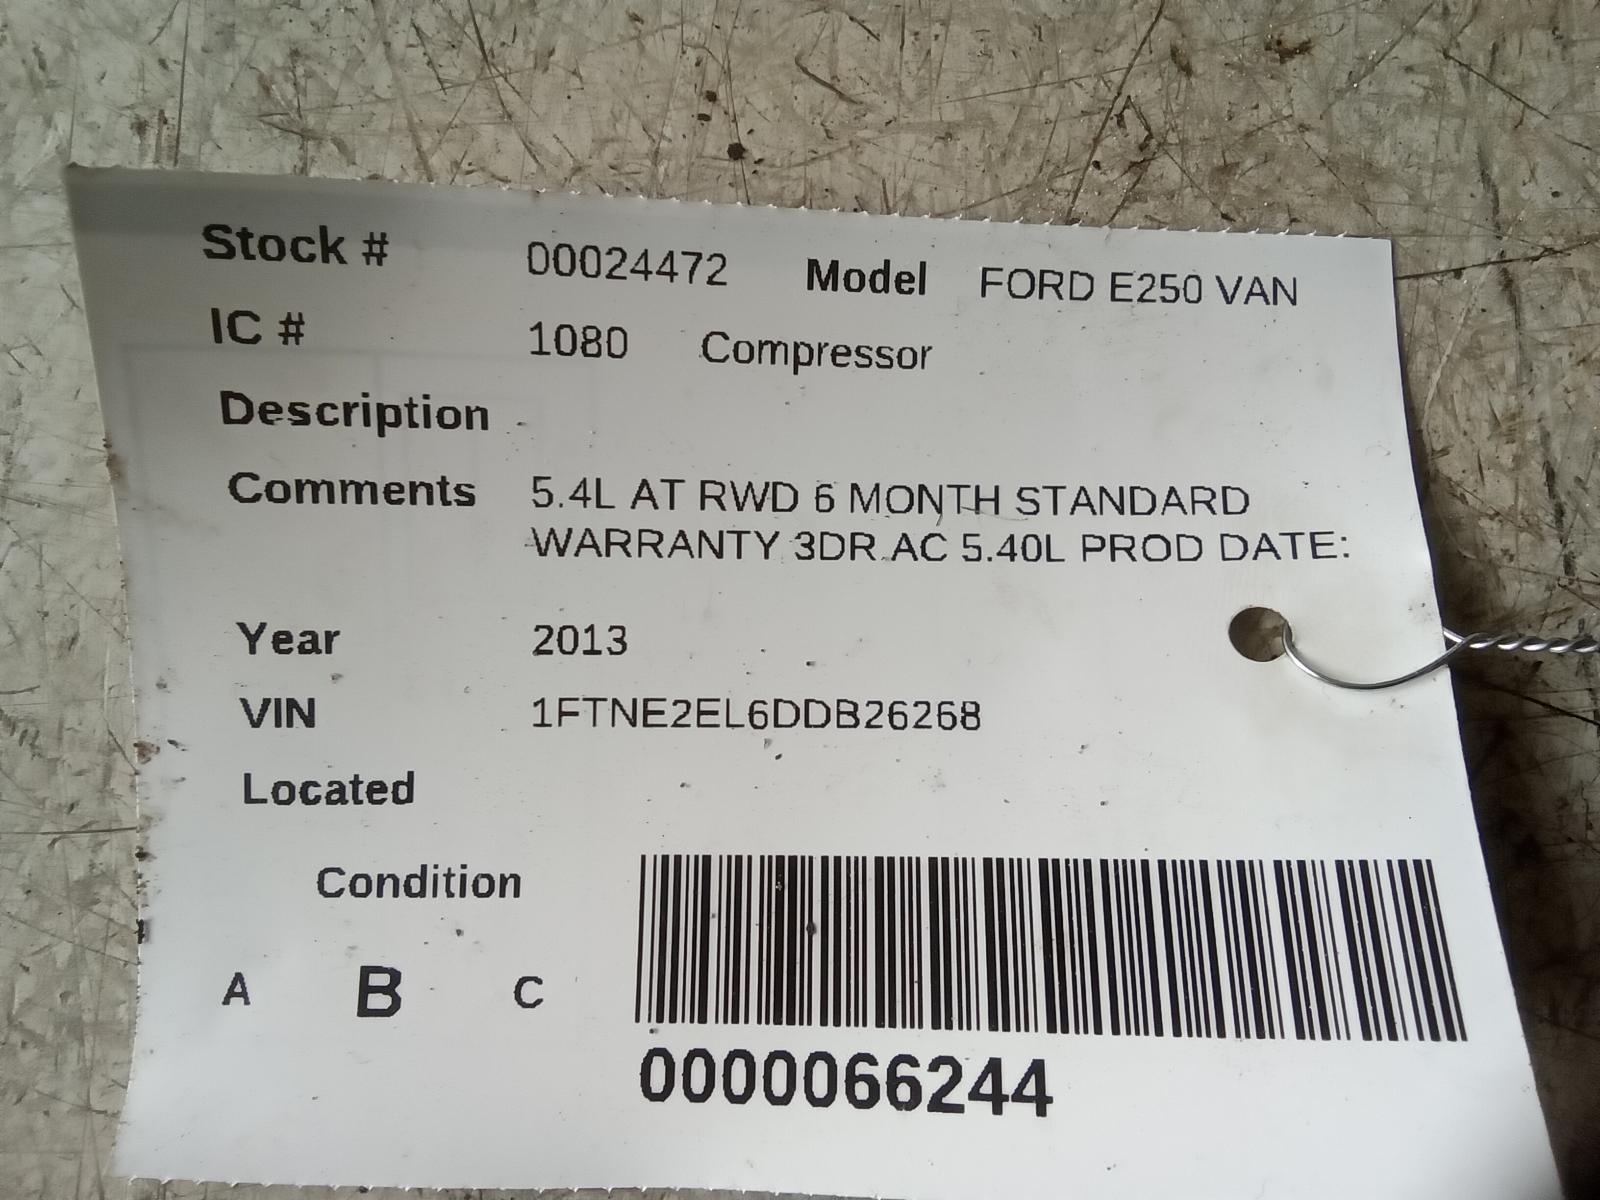 Stock # 00024472 Model FORD E250 VAN
IC # 1080 Compressor
Description
Comments 5.4L AT RWD 6 MONTH STANDARD
WARRANTY 3DR AC 5.40L PROD DATE:
Year 2013
VIN 1FTNE2EL6DDB26268
Located
Condition
A B C
0000066244